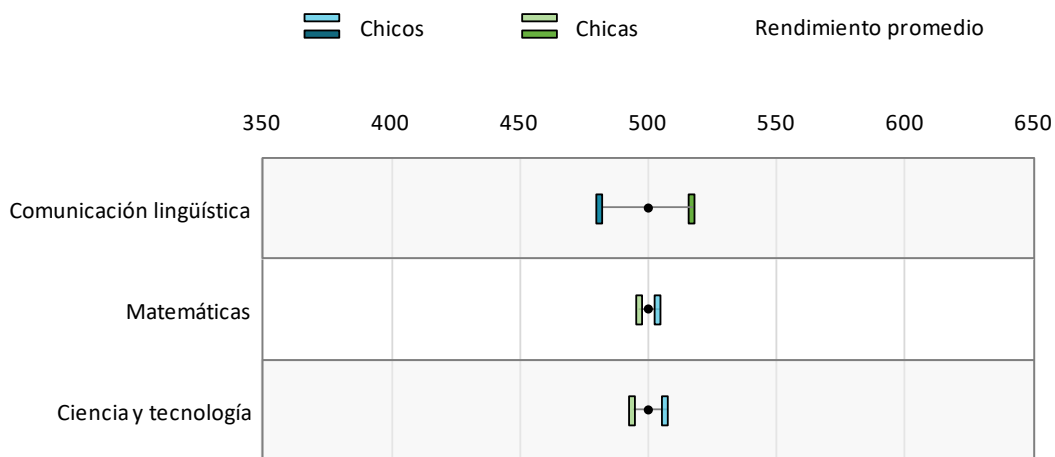 Chicos Chicas Rendimiento promedio
350 400 450 500 550 600 650
Comunicación lingüística
Matemáticas
Ciencia y tecnología